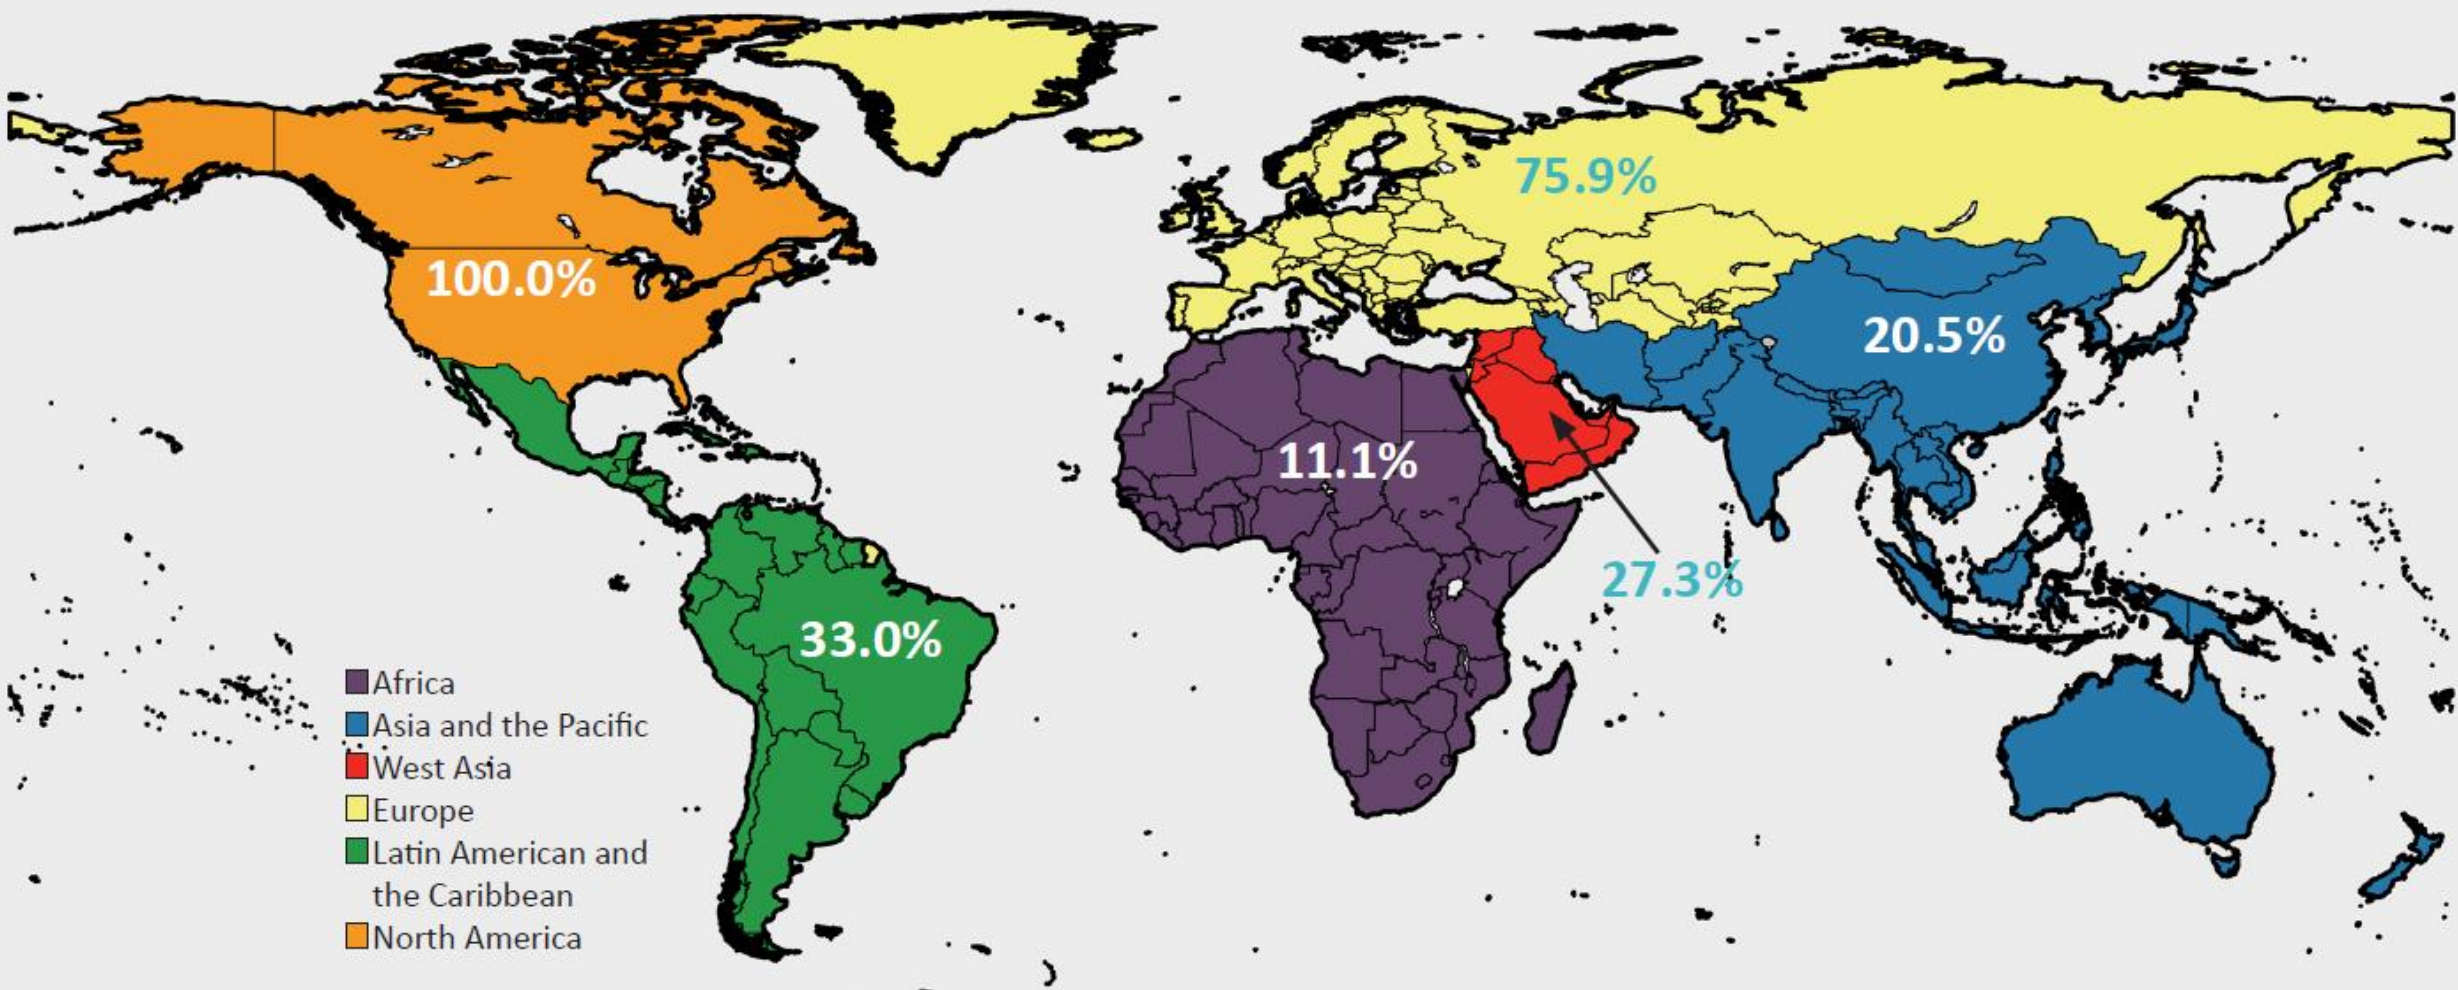 75.9%
100.0%
20.5%
11.1%
27.3%
33.0%
Africa
Asia and the Pacific
West Asia
Europe
Latin American and
the Caribbean
North America